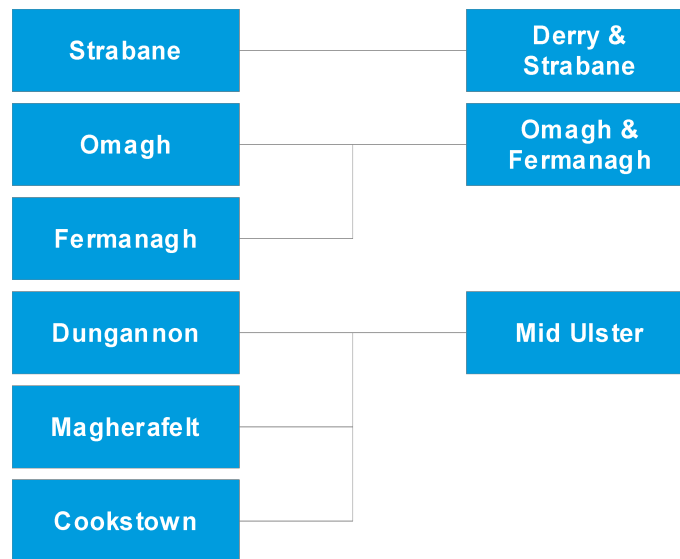 Strabane
Derry &
Strabane
Omagh
Omagh &
Fermanagh
Fermanagh
Dungannon
Mid Ulster
Magherafelt
Cookstown